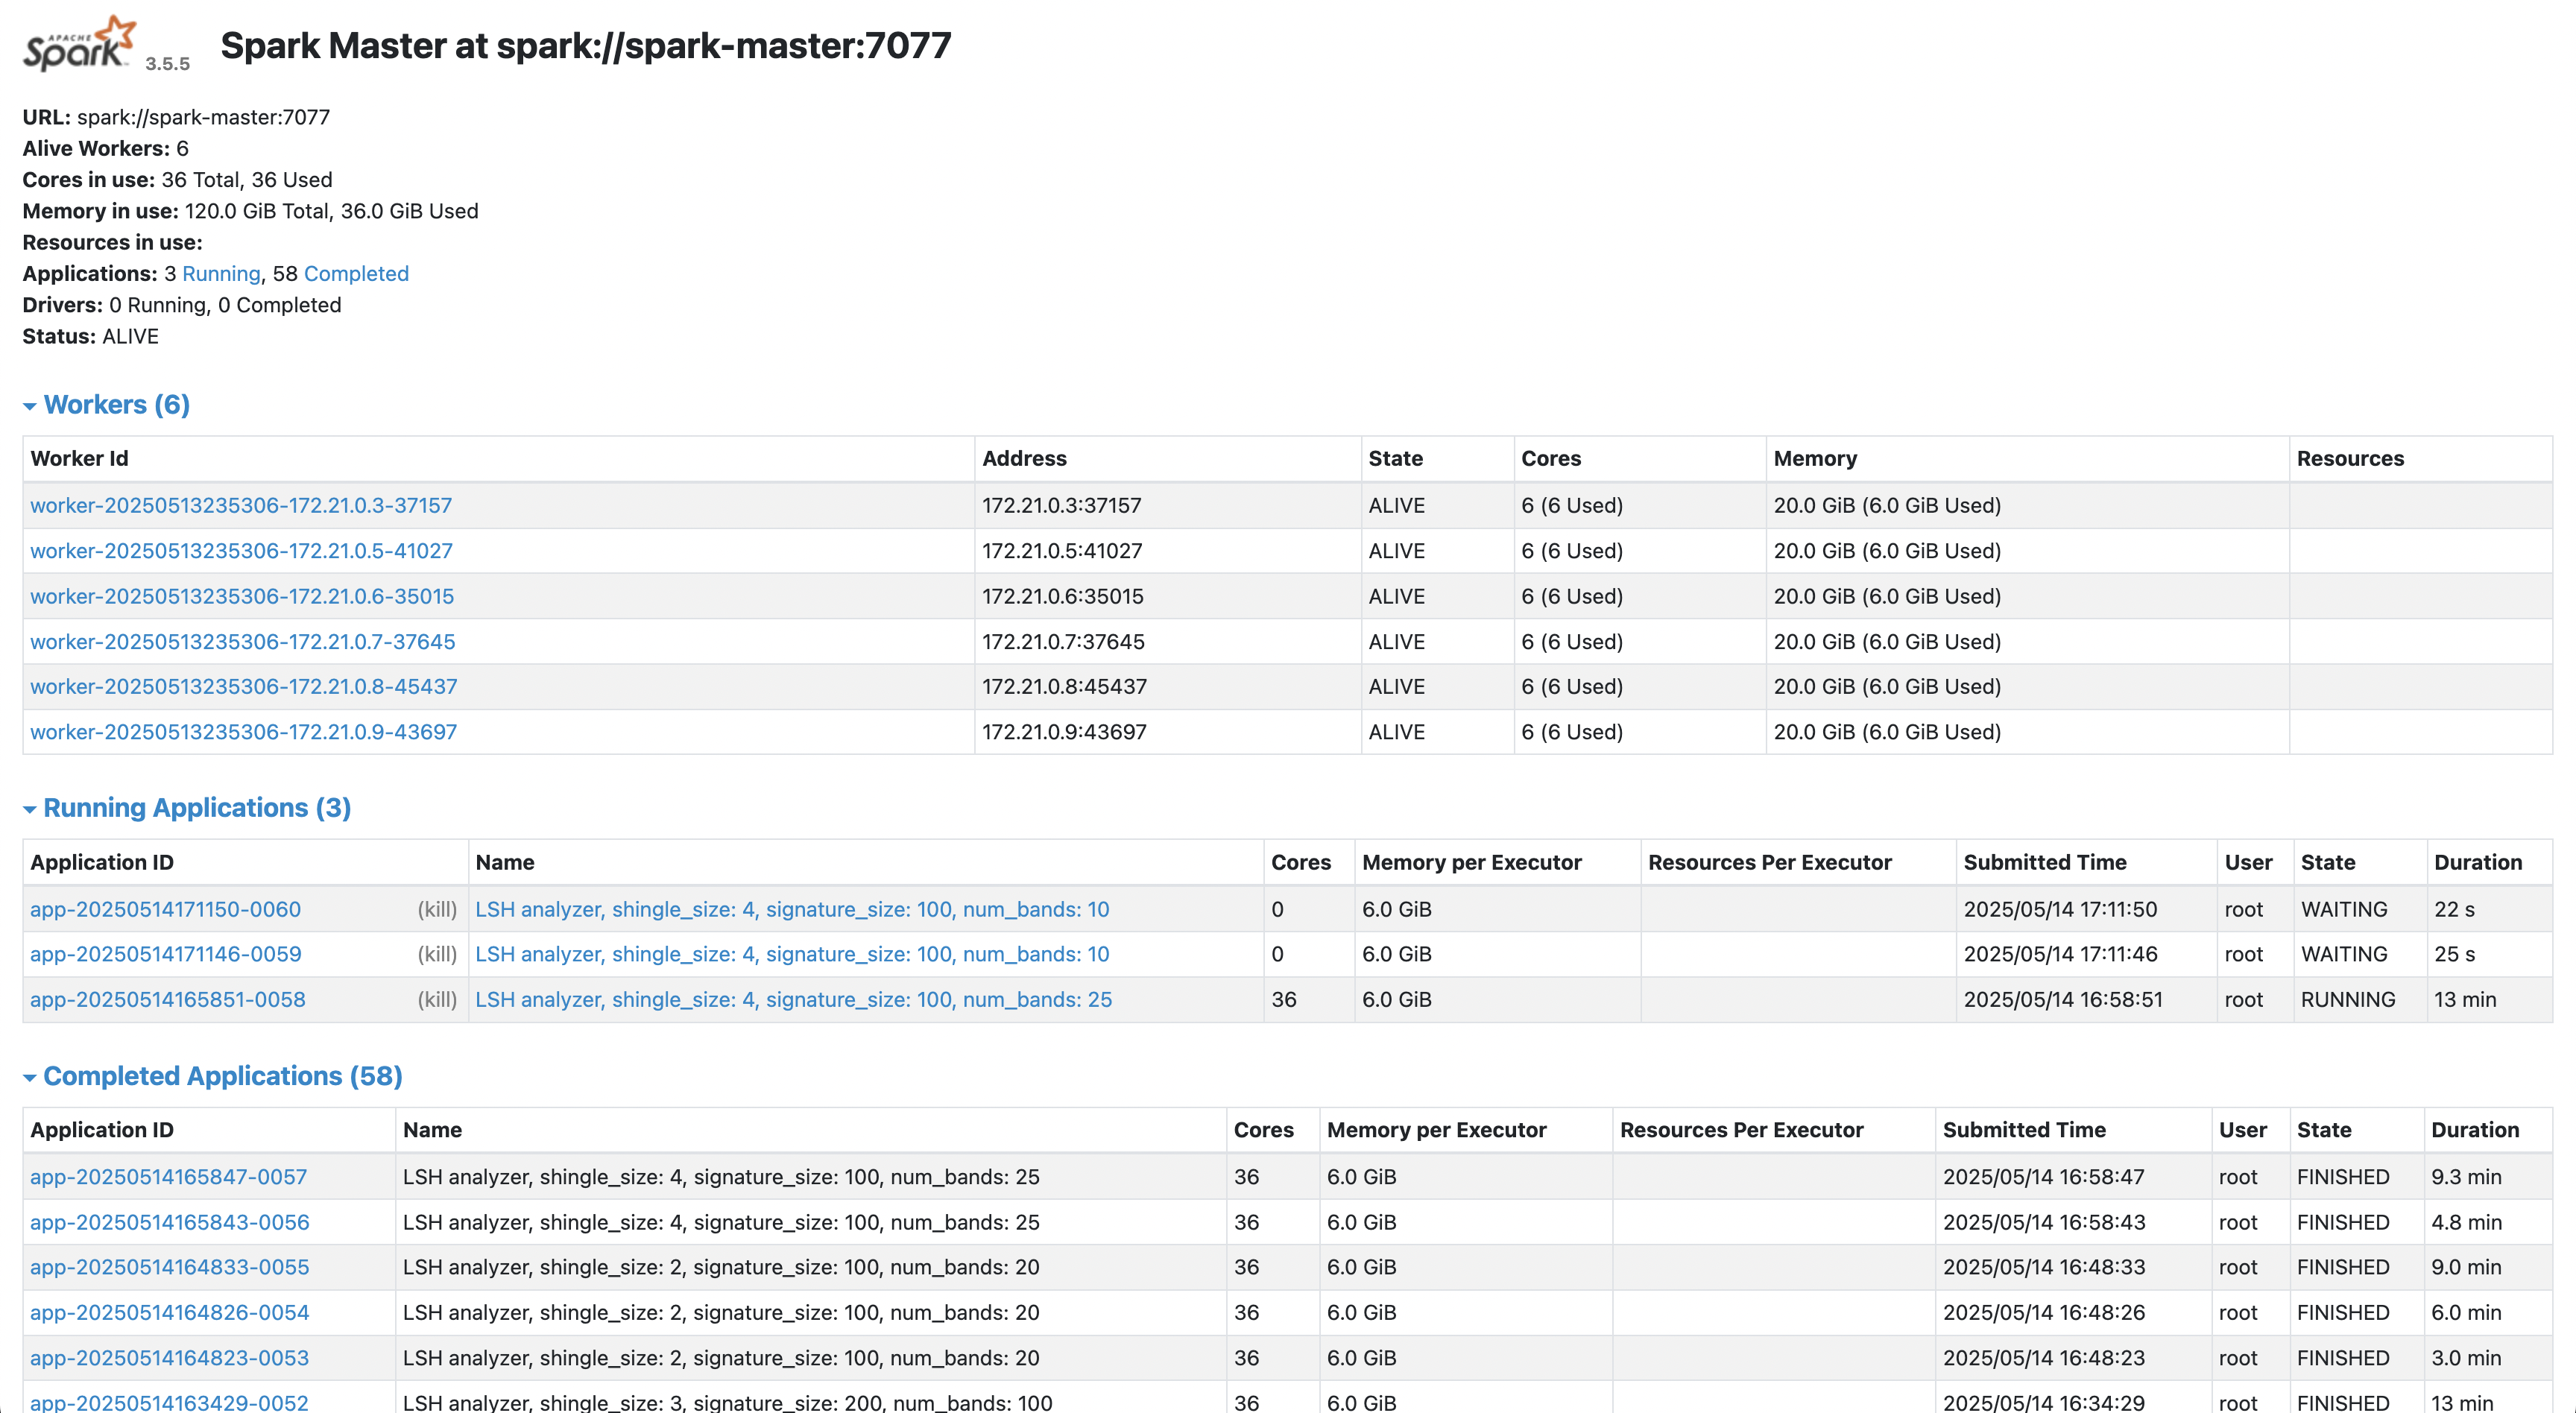 APACHE
Spark 3.5.5 Spark Master at spark://spark-master:7077
URL: spark://spark-master:7077
Alive Workers: 6
Cores in use: 36 Total, 36 Used
Memory in use: 120.0 GiB Total, 36.0 GiB Used
Resources in use:
Applications: 3 Running, 58 Completed
Drivers: 0 Running, 0 Completed
Status: ALIVE
Workers (6)
Worker Id Address State Cores Memory Resources
worker-20250513235306-172.21.0.3-37157 172.21.0.3:37157 ALIVE 6 (6 Used) 20.0 GiB (6.0 GiB Used)
worker-20250513235306-172.21.0.5-41027 172.21.0.5:41027 ALIVE 6 (6 Used) 20.0 GiB (6.0 GiB Used)
worker-20250513235306-172.21.0.6-35015 172.21.0.6:35015 ALIVE 6 (6 Used) 20.0 GiB (6.0 GiB Used)
worker-20250513235306-172.21.0.7-37645 172.21.0.7:37645 ALIVE 6 (6 Used) 20.0 GiB (6.0 GiB Used)
worker-20250513235306-172.21.0.8-45437 172.21.0.8:45437 ALIVE 6 (6 Used) 20.0 GiB (6.0 GiB Used)
worker-20250513235306-172.21.0.9-43697 172.21.0.9:43697 ALIVE 6 (6 Used) 20.0 GiB (6.0 GiB Used)
Running Applications (3)
Application ID Name Cores Memory per Executor Resources Per Executor Submitted Time User State Duration
app-20250514171150-0060 (kill) LSH analyzer, shingle_size: 4, signature_size: 100, num_bands: 10 0 6.0 GiB 2025/05/14 17:11:50 root WAITING 22 s
app-20250514171146-0059 (kill) LSH analyzer, shingle_size: 4, signature_size: 100, num_bands: 10 0 6.0 GiB 2025/05/14 17:11:46 root WAITING 25 s
app-20250514165851-0058 (kill) LSH analyzer, shingle_size: 4, signature_size: 100, num_bands: 25 36 6.0 GiB 2025/05/14 16:58:51 root RUNNING 13 min
Completed Applications (58)
Application ID Name Cores Memory per Executor Resources Per Executor Submitted Time User State Duration
app-20250514165847-0057 LSH analyzer, shingle_size: 4, signature_size: 100, num_bands: 25 36 6.0 GiB 2025/05/14 16:58:47 root FINISHED 9.3 min
app-20250514165843-0056 LSH analyzer, shingle_size: 4, signature_size: 100, num_bands: 25 36 6.0 GiB 2025/05/14 16:58:43 root FINISHED 4.8 min
app-20250514164833-0055 LSH analyzer, shingle_size: 2, signature_size: 100, num_bands: 20 36 6.0 GiB 2025/05/14 16:48:33 root FINISHED 9.0 min
app-20250514164826-0054 LSH analyzer, shingle_size: 2, signature_size: 100, num_bands: 20 36 6.0 GiB 2025/05/14 16:48:26 root FINISHED 6.0 min
app-20250514164823-0053 LSH analyzer, shingle_size: 2, signature_size: 100, num_bands: 20 36 6.0 GiB 2025/05/14 16:48:23 root FINISHED 3.0 min
app-20250514163429-0052 LSH analyzer, shingle_size: 3, signature_size: 200, num_bands: 100 36 6.0 GiB 2025/05/14 16:34:29 root FINISHED 13 min